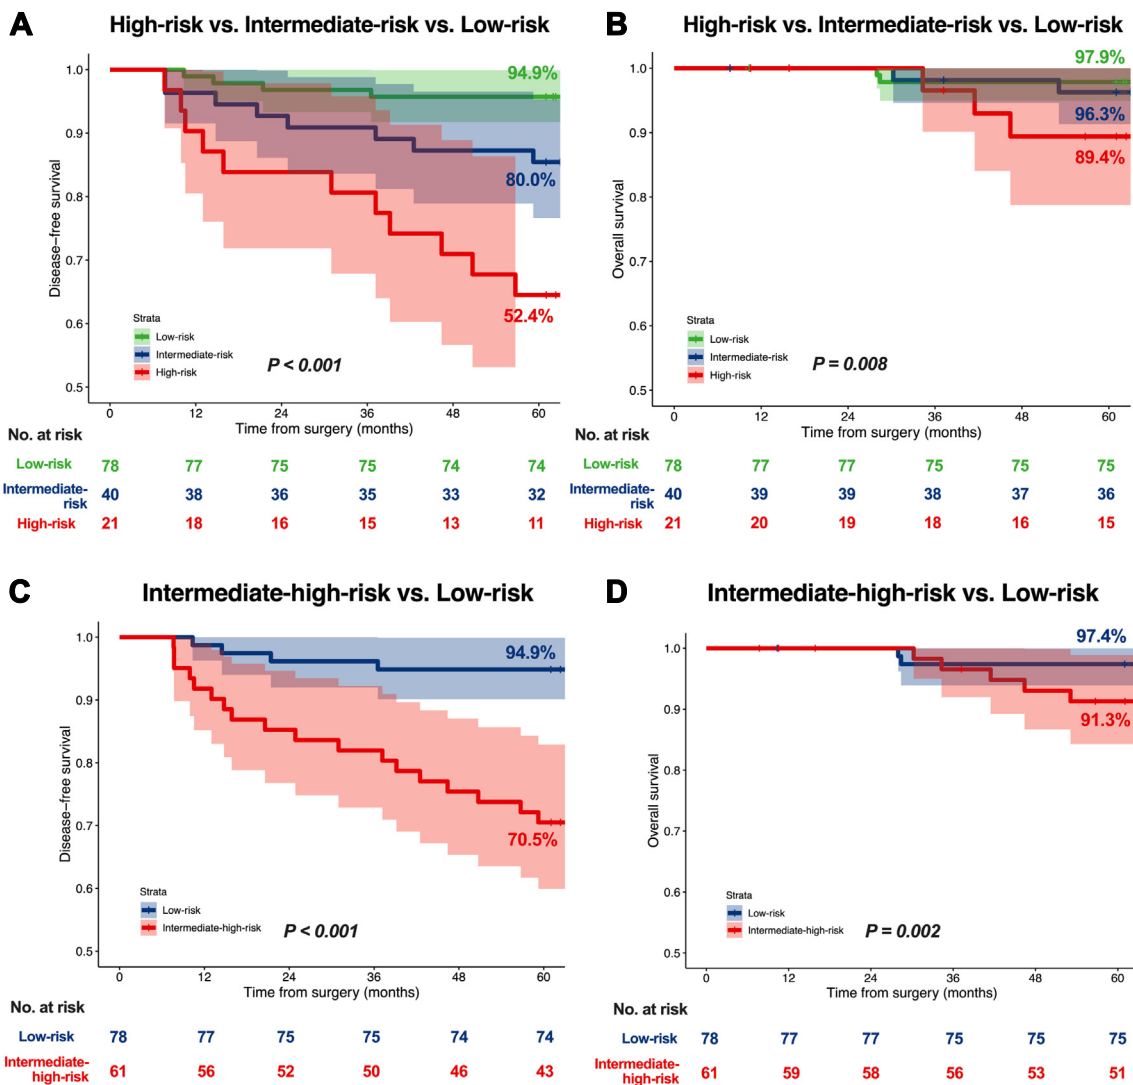 A
High-risk vs. Intermediate-risk vs. Low-risk
Disease-free survival
1.0
0.9
0.8
0.7
0.6
0.5
94.9%
80.0%
52.4%
Strata
Low-risk
Intermediate-risk
High-risk
P < 0.001
0 12 24 36 48 60
Time from surgery (months)
No. at risk
Low-risk 78 77 75 75 74 74
Intermediate-
risk 40 38 36 35 33 32
High-risk 21 18 16 15 13 11
B
High-risk vs. Intermediate-risk vs. Low-risk
Overall survival
1.0
0.9
0.8
0.7
0.6
0.5
97.9%
96.3%
89.4%
Strata
Low-risk
Intermediate-risk
High-risk
P = 0.008
0 12 24 36 48 60
Time from surgery (months)
No. at risk
Low-risk 78 77 77 75 75 75
Intermediate-
risk 40 39 39 38 37 36
High-risk 21 20 19 18 16 15
C
Intermediate-high-risk vs. Low-risk
Disease-free survival
1.0
0.9
0.8
0.7
0.6
0.5
94.9%
70.5%
Strata
Low-risk
Intermediate-high-risk
P < 0.001
0 12 24 36 48 60
Time from surgery (months)
No. at risk
Low-risk 78 77 75 75 74 74
Intermediate-
high-risk 61 56 52 50 46 43
D
Intermediate-high-risk vs. Low-risk
Overall survival
1.0
0.9
0.8
0.7
0.6
0.5
97.4%
91.3%
Strata
Low-risk
Intermediate-high-risk
P = 0.002
0 12 24 36 48 60
Time from surgery (months)
No. at risk
Low-risk 78 77 77 75 75 75
Intermediate-
high-risk 61 59 58 56 53 51